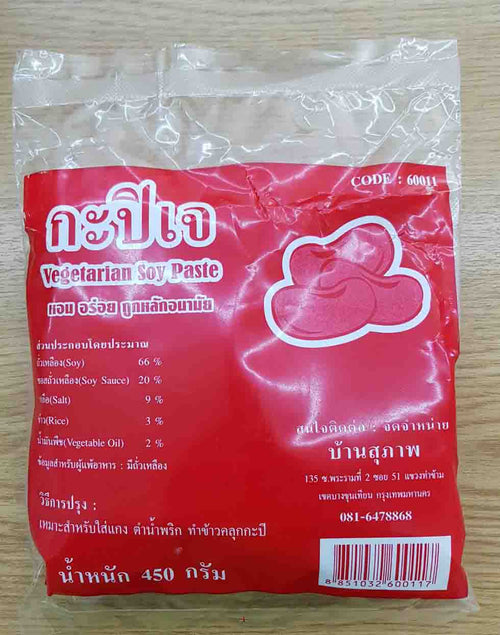 CODE : 60011
กะปิเจ
Vegetarian Soy Paste
หอม อร่อย ถูกหลักอนามัย
ส่วนประกอบโดยประมาณ
ถั่วเหลือง(Soy) 66 %
ซอสถั่วเหลือง(Soy Sauce) 20 %
เกลือ(Salt) 9 %
ข้าว(Rice) 3 %
น้ำมันพืช(Vegetable Oil) 2 %
ข้อมูลสำหรับผู้แพ้อาหาร : มีถั่วเหลือง
วิธีการปรุง :
เหมาะสำหรับใส่แกง ตำน้ำพริก ทำข้าวคลุกกะปิ
น้ำหนัก 450 กรัม
สนใจติดต่อ : จัดจำหน่าย
บ้านสุภาพ
135 ซ.พระรามที่ 2 ซอย 51 แขวงท่าข้าม
เขตบางขุนเทียน กรุงเทพมหานคร
081-6478868
8 851032 600117